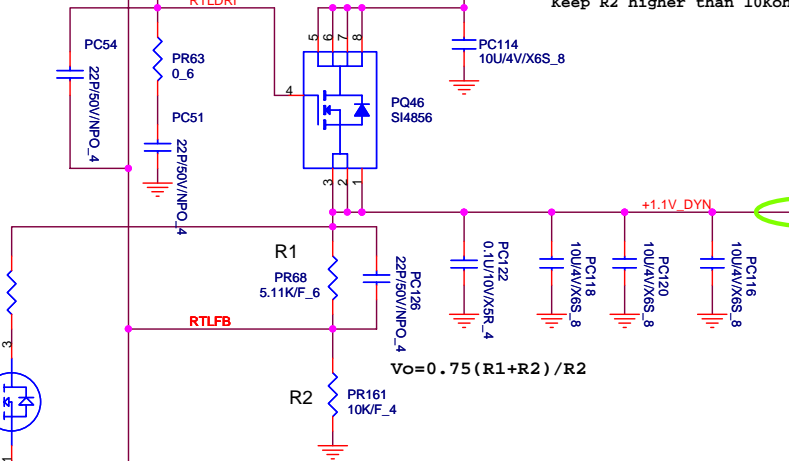 RTLDRI
Keep R2 higher than 10Koh
PC54
22P/50V/NPO_4
PR63
0_6
PC51
22P/50V/NPO_4
5
6
7
8
4
PQ46
SI4856
3
2
1
PC114
10U/4V/X6S_8
+1.1V_DYN
R1
PR68
5.11K/F_6
PC126
22P/50V/NPO_4
PC122
0.1U/10V/X5R_4
PC118
10U/4V/X6S_8
PC120
10U/4V/X6S_8
PC116
10U/4V/X6S_8
RTLFB
3
Vo=0.75(R1+R2)/R2
R2
PR161
10K/F_4
1